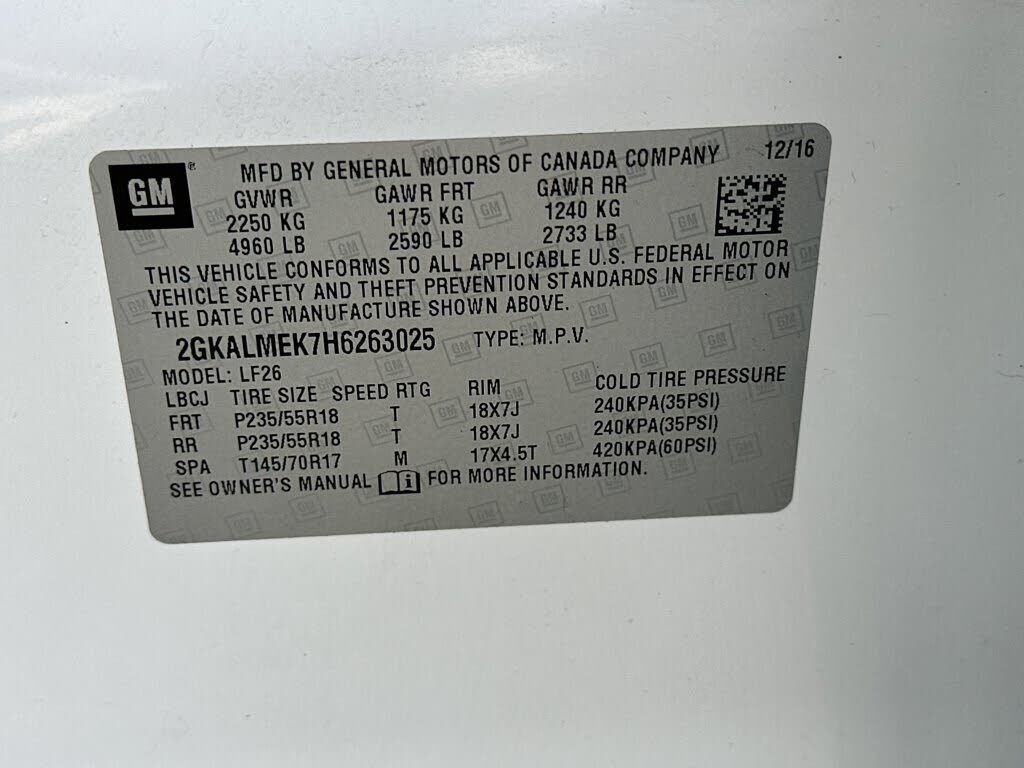 GM ® MFD BY GENERAL MOTORS OF CANADA COMPANY 12/16
GVWR GAWR FRT GAWR RR
2250 KG 1175 KG 1240 KG
4960 LB 2590 LB 2733 LB
THIS VEHICLE CONFORMS TO ALL APPLICABLE U.S. FEDERAL MOTOR
VEHICLE SAFETY AND THEFT PREVENTION STANDARDS IN EFFECT ON
THE DATE OF MANUFACTURE SHOWN ABOVE.
2GKALMEK7H6263025 TYPE: M.P.V.
MODEL: LF26
LBCJ TIRE SIZE SPEED RTG RIM COLD TIRE PRESSURE
FRT P235/55R18 T 18X7J 240KPA(35PSI)
RR P235/55R18 T 18X7J 240KPA(35PSI)
SPA T145/70R17 M 17X4.5T 420KPA(60PSI)
SEE OWNER'S MANUAL FOR MORE INFORMATION.